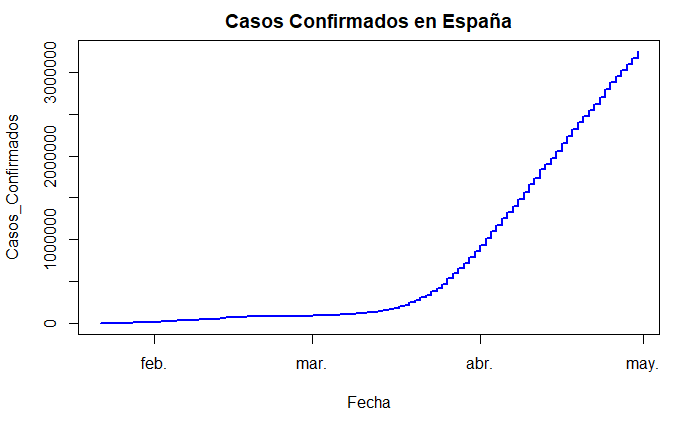 Casos Confirmados en España
Casos_Confirmados
3000000
2000000
1000000
0
feb.
mar.
abr.
may.
Fecha